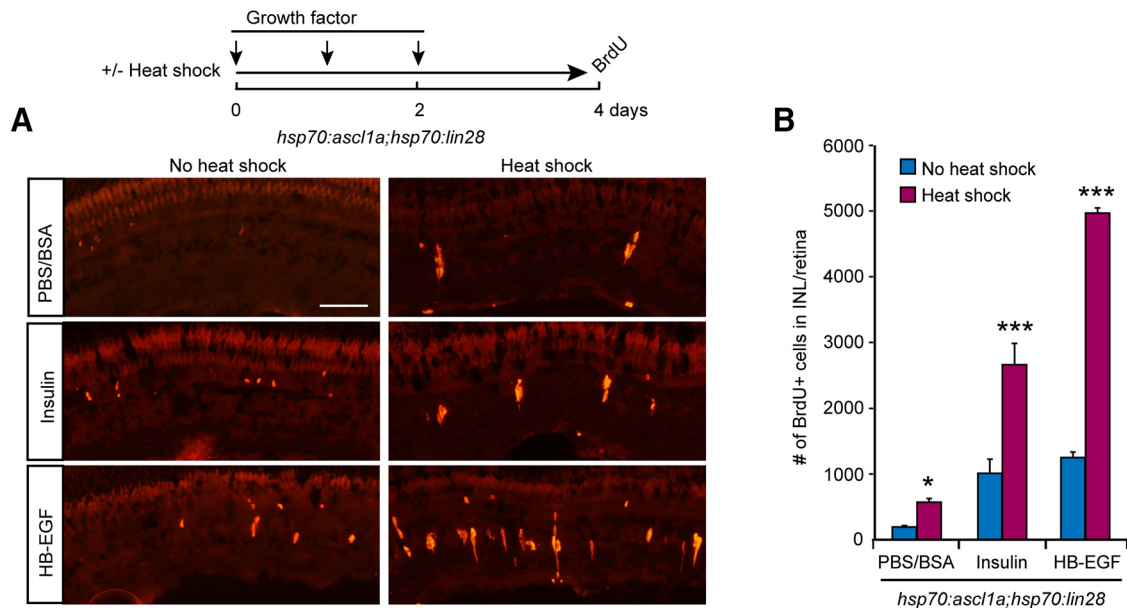 Growth factor
+/- Heat shock
BrdU
0
2
4 days
A
hsp70:ascl1a;hsp70:lin28
No heat shock
Heat shock
PBS/BSA
Insulin
HB-EGF
B
# of BrdU+ cells in INL/retina
6000
5000
4000
3000
2000
1000
0
No heat shock
Heat shock
*
***
***
PBS/BSA
Insulin
HB-EGF
hsp70:ascl1a;hsp70:lin28